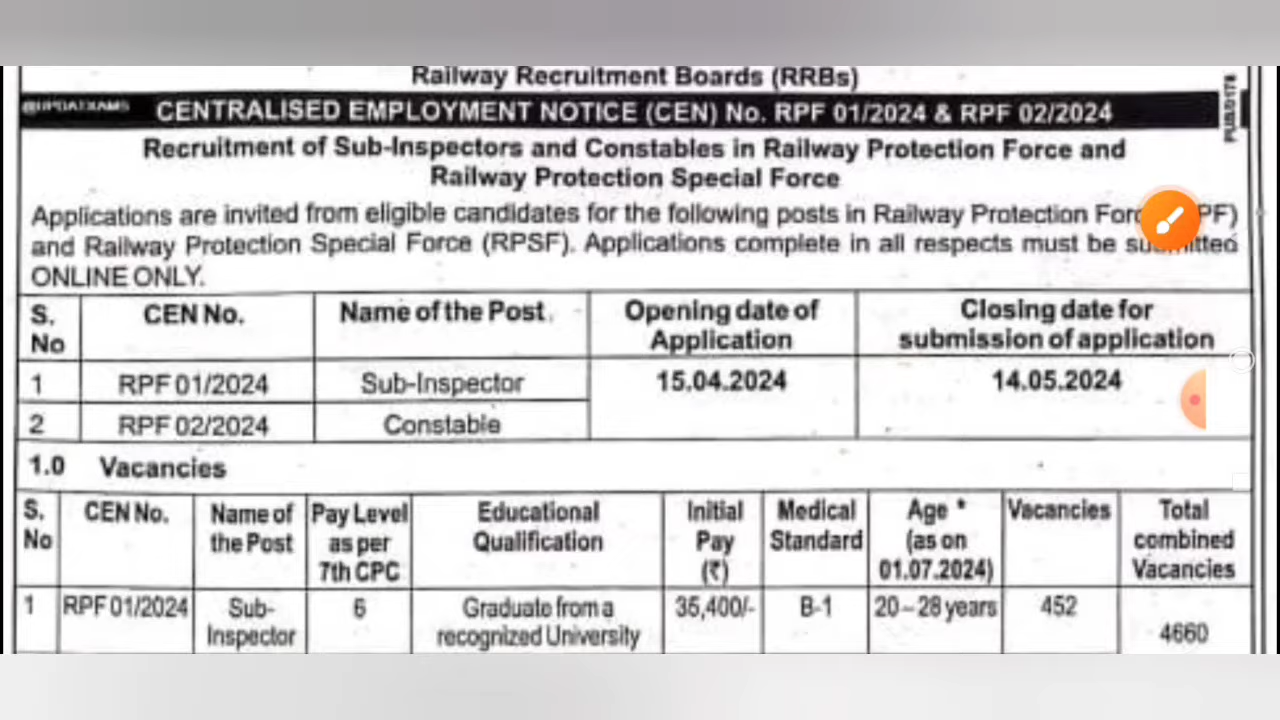 Railway Recruitment Boards (RRBs)
@UPDATEXAMS CENTRALISED EMPLOYMENT NOTICE (CEN) No. RPF 01/2024 & RPF 02/2024
Recruitment of Sub-Inspectors and Constables in Railway Protection Force and
Railway Protection Special Force
Applications are invited from eligible candidates for the following posts in Railway Protection PF)
and Railway Protection Special Force (RPSF). Applications complete in all respects must be
ONLINE ONLY.
S. No CEN No. Name of the Post Opening date of Application Closing date for submission of application
1 RPF 01/2024 Sub-Inspector 15.04.2024 14.05.2024
2 RPF 02/2024 Constable
1.0 Vacancies
S. No CEN No. Name of the Post Pay Level as per 7th CPC Educational Qualification Initial Pay (₹) Medical Standard Age * (as on 01.07.2024) Vacancies Total combined Vacancies
1 RPF 01/2024 Sub-Inspector 6 Graduate from a recognized University 35,400/- B-1 20–28 years 452 4660